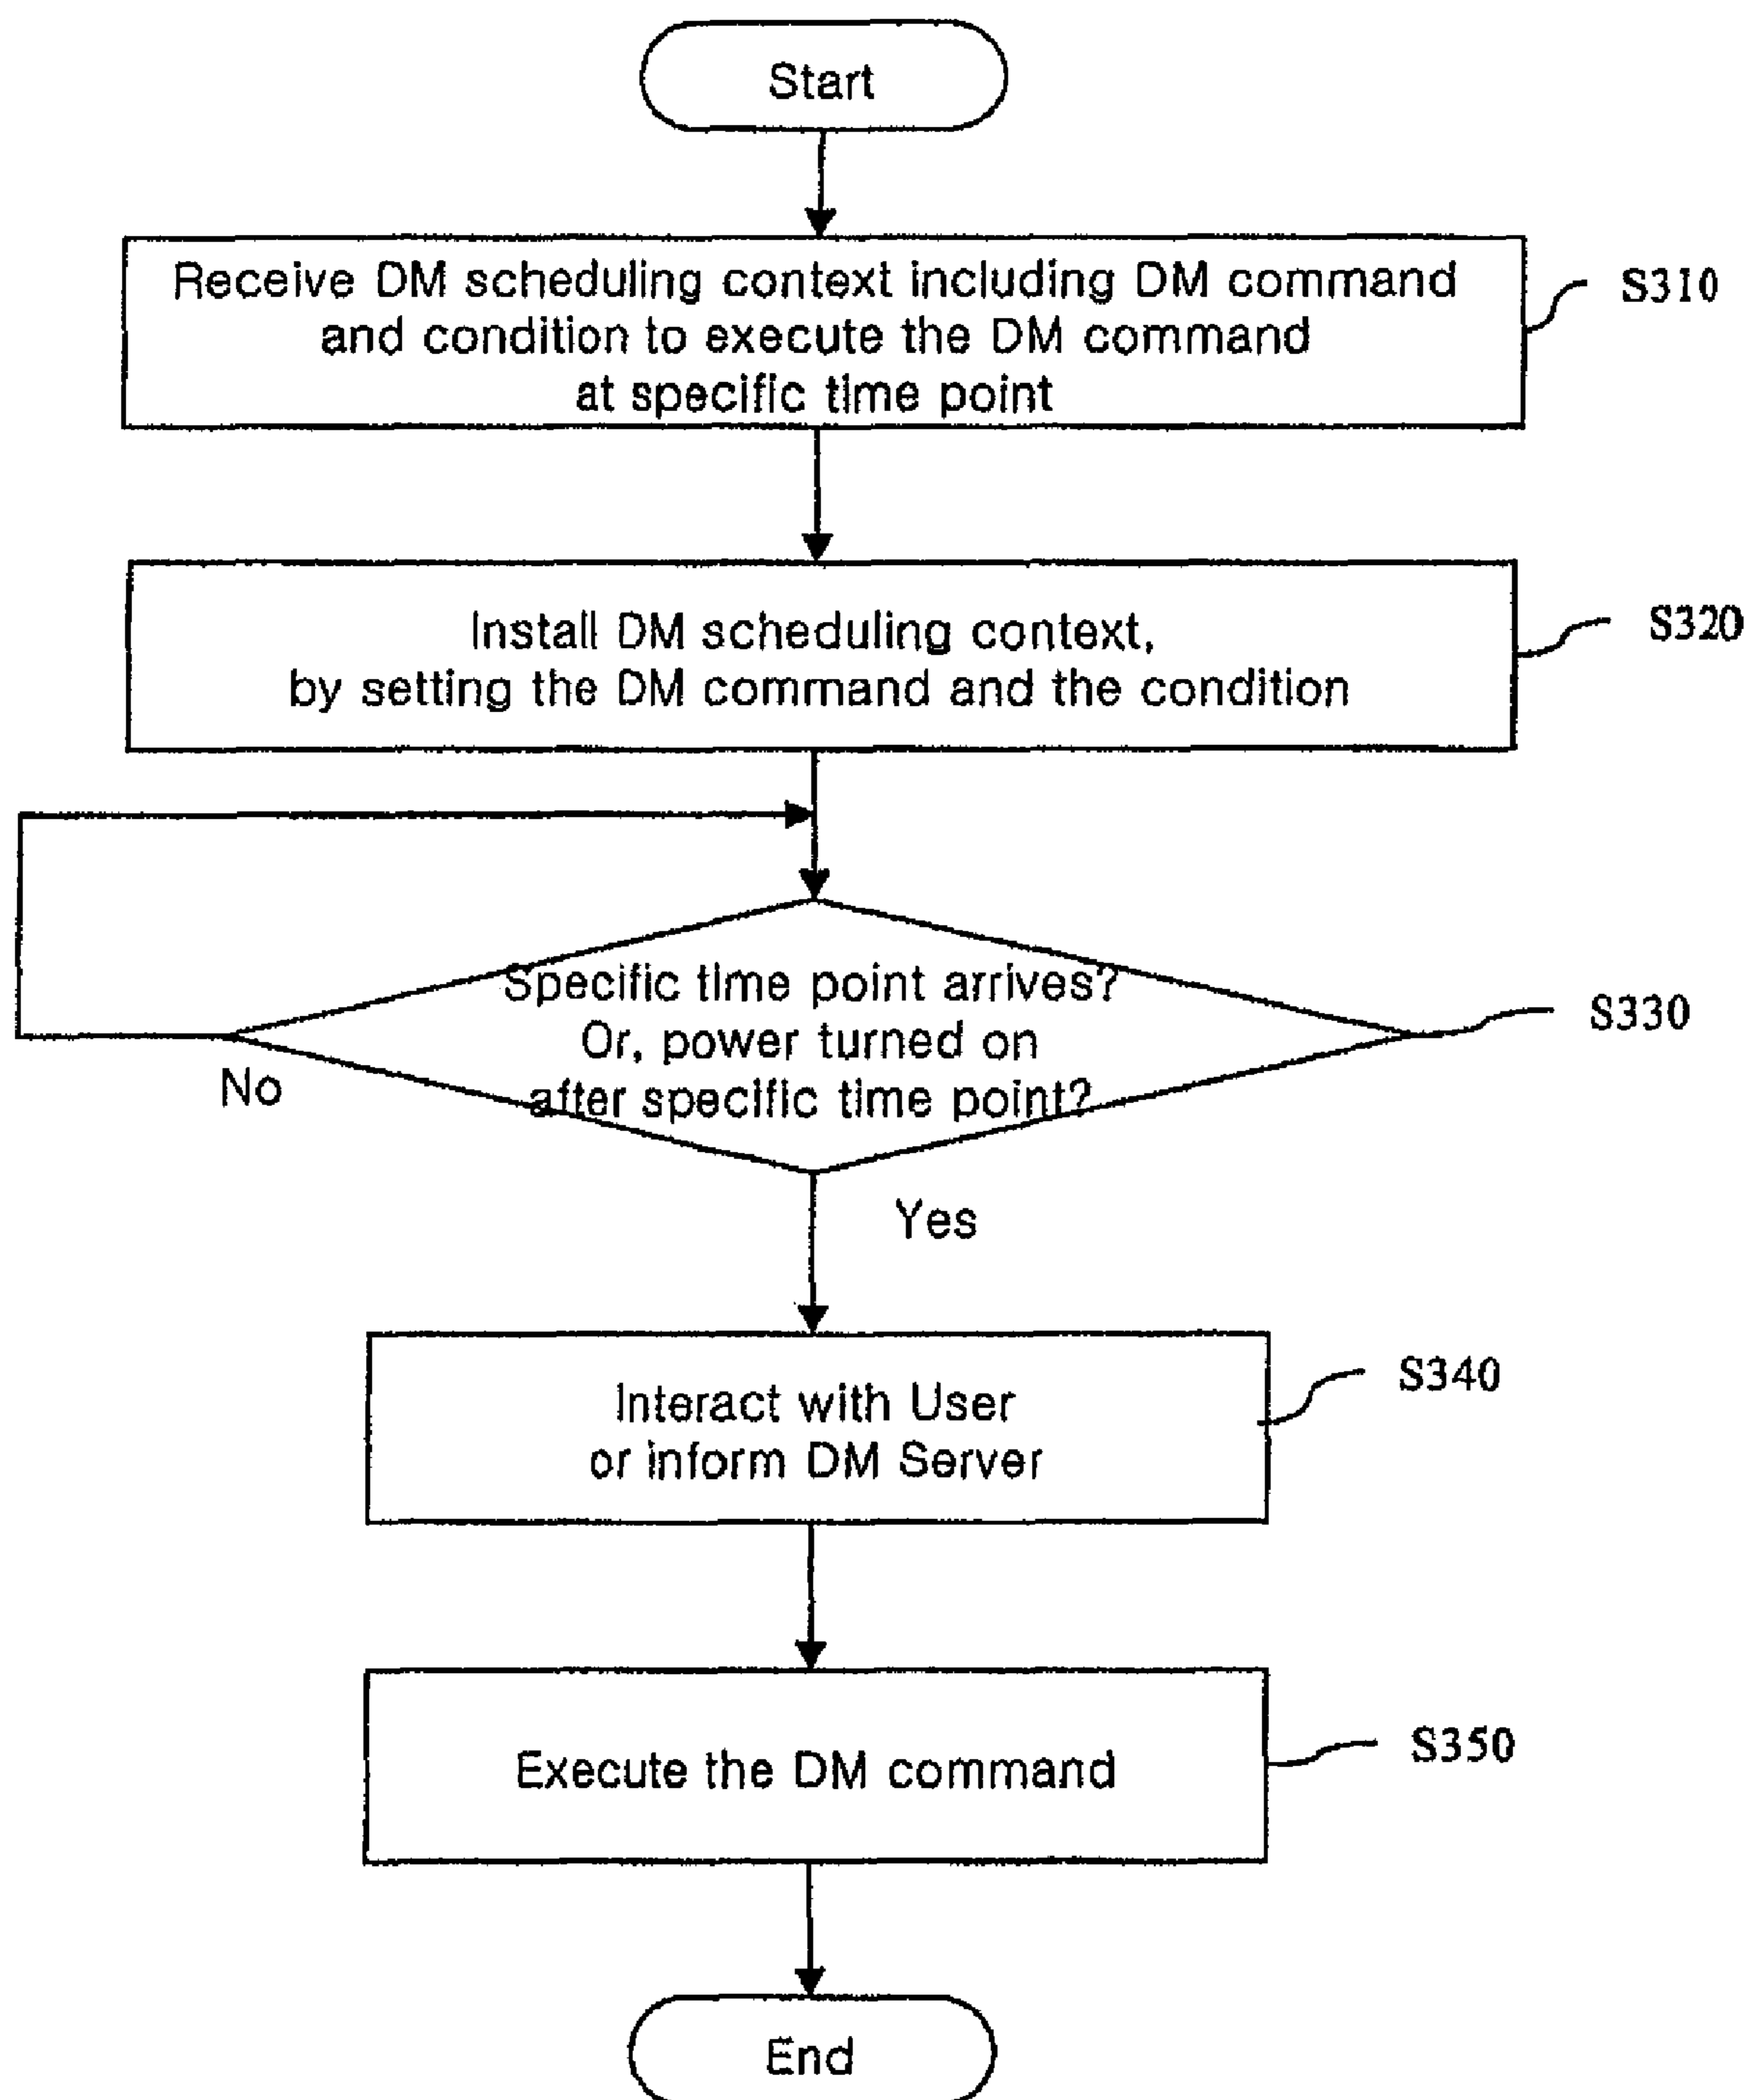 Start
Receive DM scheduling context including DM command
and condition to execute the DM command
at specific time point
S310
Install DM scheduling context,
by setting the DM command and the condition
S320
Specific time point arrives?
Or, power turned on
after specific time point?
S330
No
Yes
Interact with User
or inform DM Server
S340
Execute the DM command
S350
End